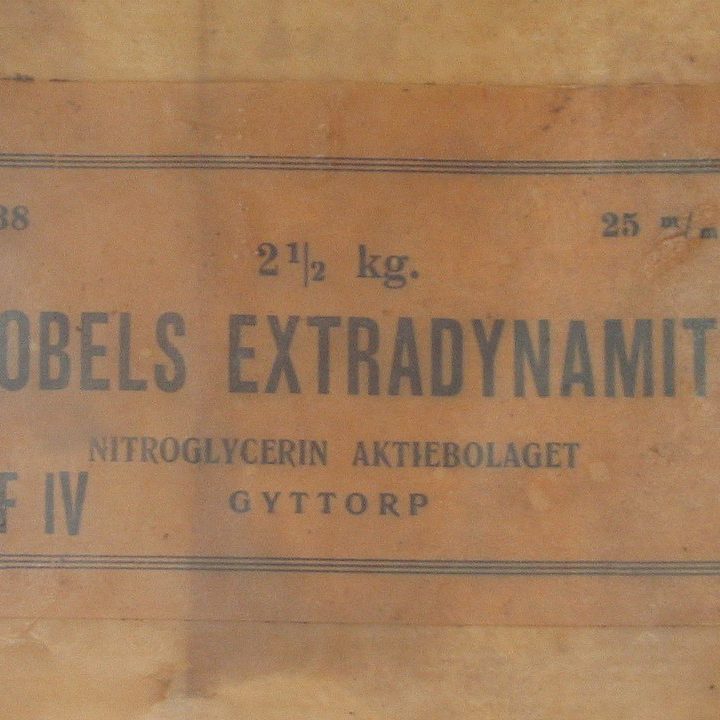 38 25 m/m
2½ kg.
OBELS EXTRADYNAMIT
NITROGLYCERIN AKTIEBOLAGET
F IV GYTTORP